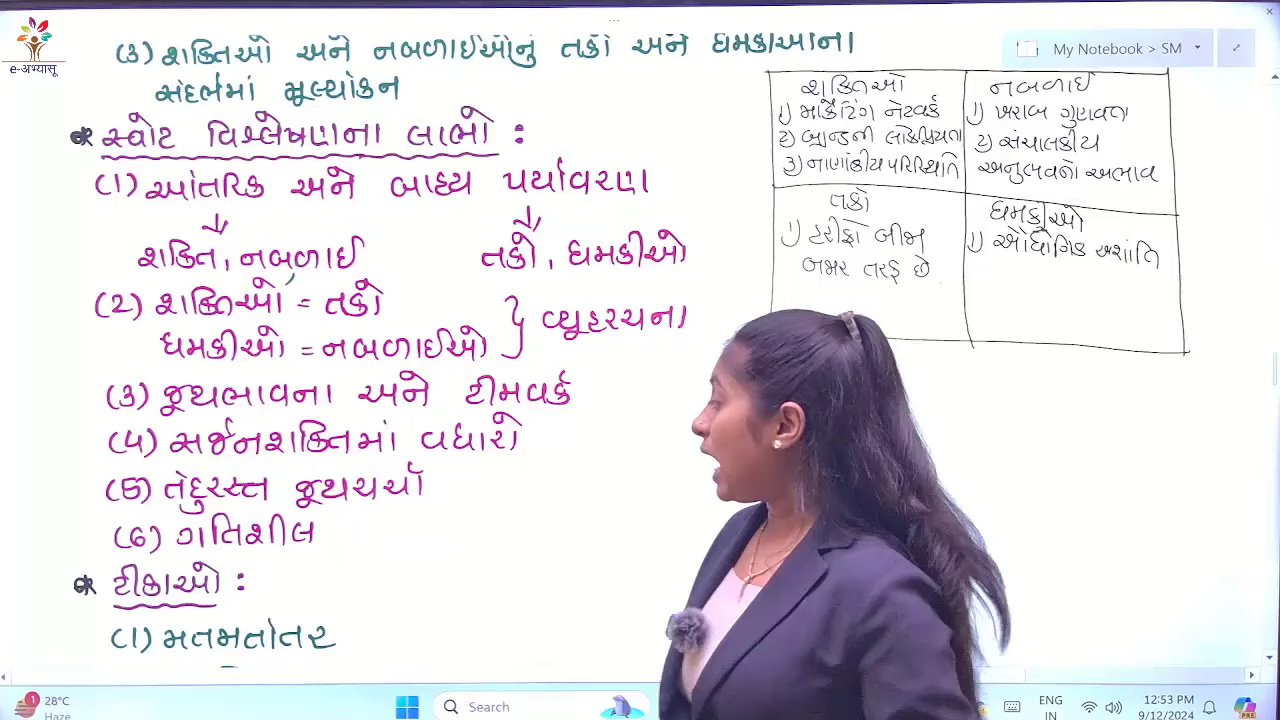 e-अभ्यासू
My Notebook > SM
(૩) શક્તિઓ અને નબળાઈઓનું તકો અને ધમકીઓના
સંદર્ભમાં મૂલ્યાંકન
સ્વોટ વિશ્લેષણના લાભો :
(૧) આંતરિક અને બાહ્ય પર્યાવરણ
શક્તિ, નબળાઈ તકો, ધમકીઓ
(2) શક્તિઓ = તકો
ધમકીઓ = નબળાઈઓ } વ્યૂહરચના
(૩) જૂથભાવના અને ટીમવર્ક
(૪) સર્જનશક્તિમાં વધારો
(૫) તંદુરસ્ત જૂથચર્ચા
(૬) ગતિશીલ
ટીકાઓ :
(૧) મતમતાંતર
શક્તિઓ
૧) માર્કેટિંગ નેટવર્ક
૨) બ્રાન્ડની લોકપ્રિયતા
૩) નાણાંકીય પરિસ્થિતિ
નબળાઈ
૧) ખરાબ ગુણવતા
૨) સંચાલકીય
અનુભવનો અભાવ
તકો
૧) હરીફો બીજા
બજાર તરફ છે
ધમકીઓ
૧) ઔદ્યોગિક અશાંતિ
1
28°C
Haze
Search
ENG
IN
12:53 PM
9/12/2024
PRE